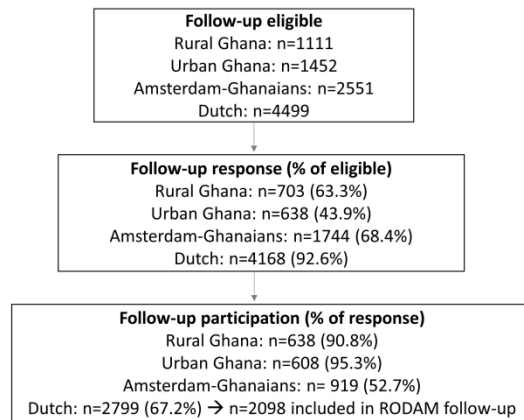 Follow-up eligible
Rural Ghana: n=1111
Urban Ghana: n=1452
Amsterdam-Ghanaians: n=2551
Dutch: n=4499
Follow-up response (% of eligible)
Rural Ghana: n=703 (63.3%)
Urban Ghana: n=638 (43.9%)
Amsterdam-Ghanaians: n=1744 (68.4%)
Dutch: n=4168 (92.6%)
Follow-up participation (% of response)
Rural Ghana: n=638 (90.8%)
Urban Ghana: n=608 (95.3%)
Amsterdam-Ghanaians: n= 919 (52.7%)
Dutch: n=2799 (67.2%) → n=2098 included in RODAM follow-up